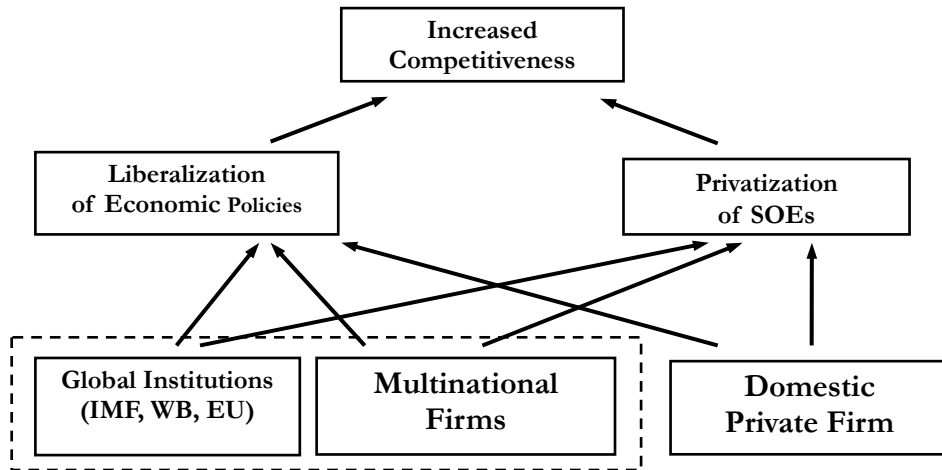 Increased
Competitiveness
Liberalization
of Economic Policies
Privatization
of SOEs
Global Institutions
(IMF, WB, EU)
Multinational
Firms
Domestic
Private Firm